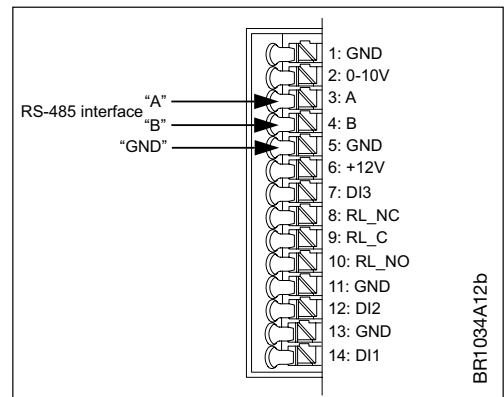 RS-485 interface
“A”
“B”
“GND”
1: GND
2: 0-10V
3: A
4: B
5: GND
6: +12V
7: DI3
8: RL_NC
9: RL_C
10: RL_NO
11: GND
12: DI2
13: GND
14: DI1
BR1034A12b